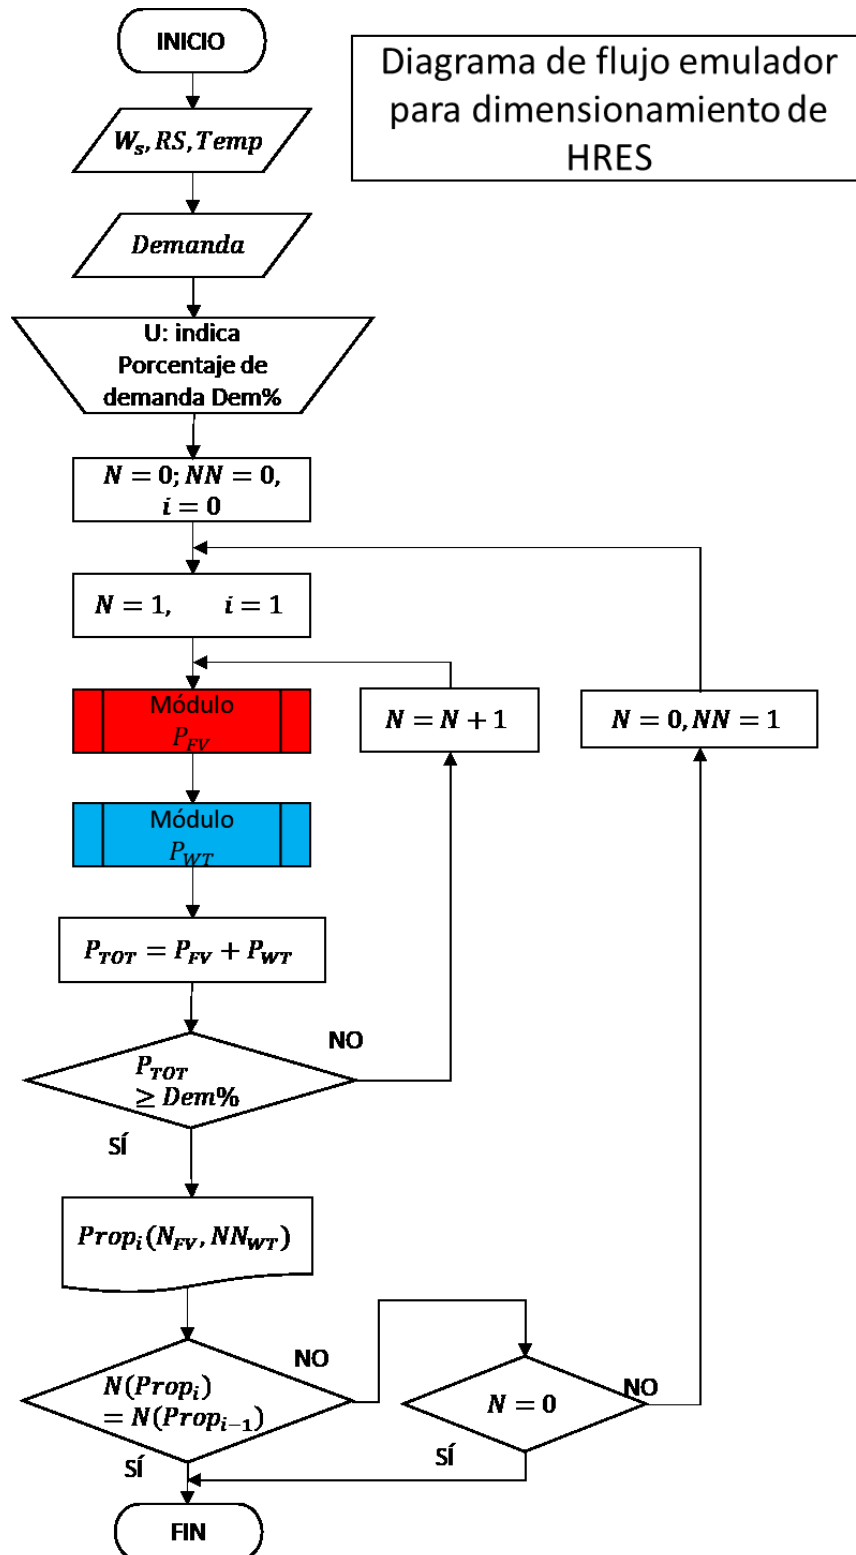 INICIO
Diagrama de flujo emulador
para dimensionamiento de
HRES
W_s, RS, Temp
Demanda
U: indica
Porcentaje de
demanda Dem%
N = 0; NN = 0,
i = 0
N = 1, i = 1
Módulo
P_FV
N = N + 1
N = 0, NN = 1
Módulo
P_WT
P_TOT = P_FV + P_WT
NO
P_TOT
≥ Dem%
SÍ
Prop_i(N_FV, NN_WT)
NO
N(Prop_i)
= N(Prop_{i−1})
NO
N = 0
SÍ
SÍ
FIN